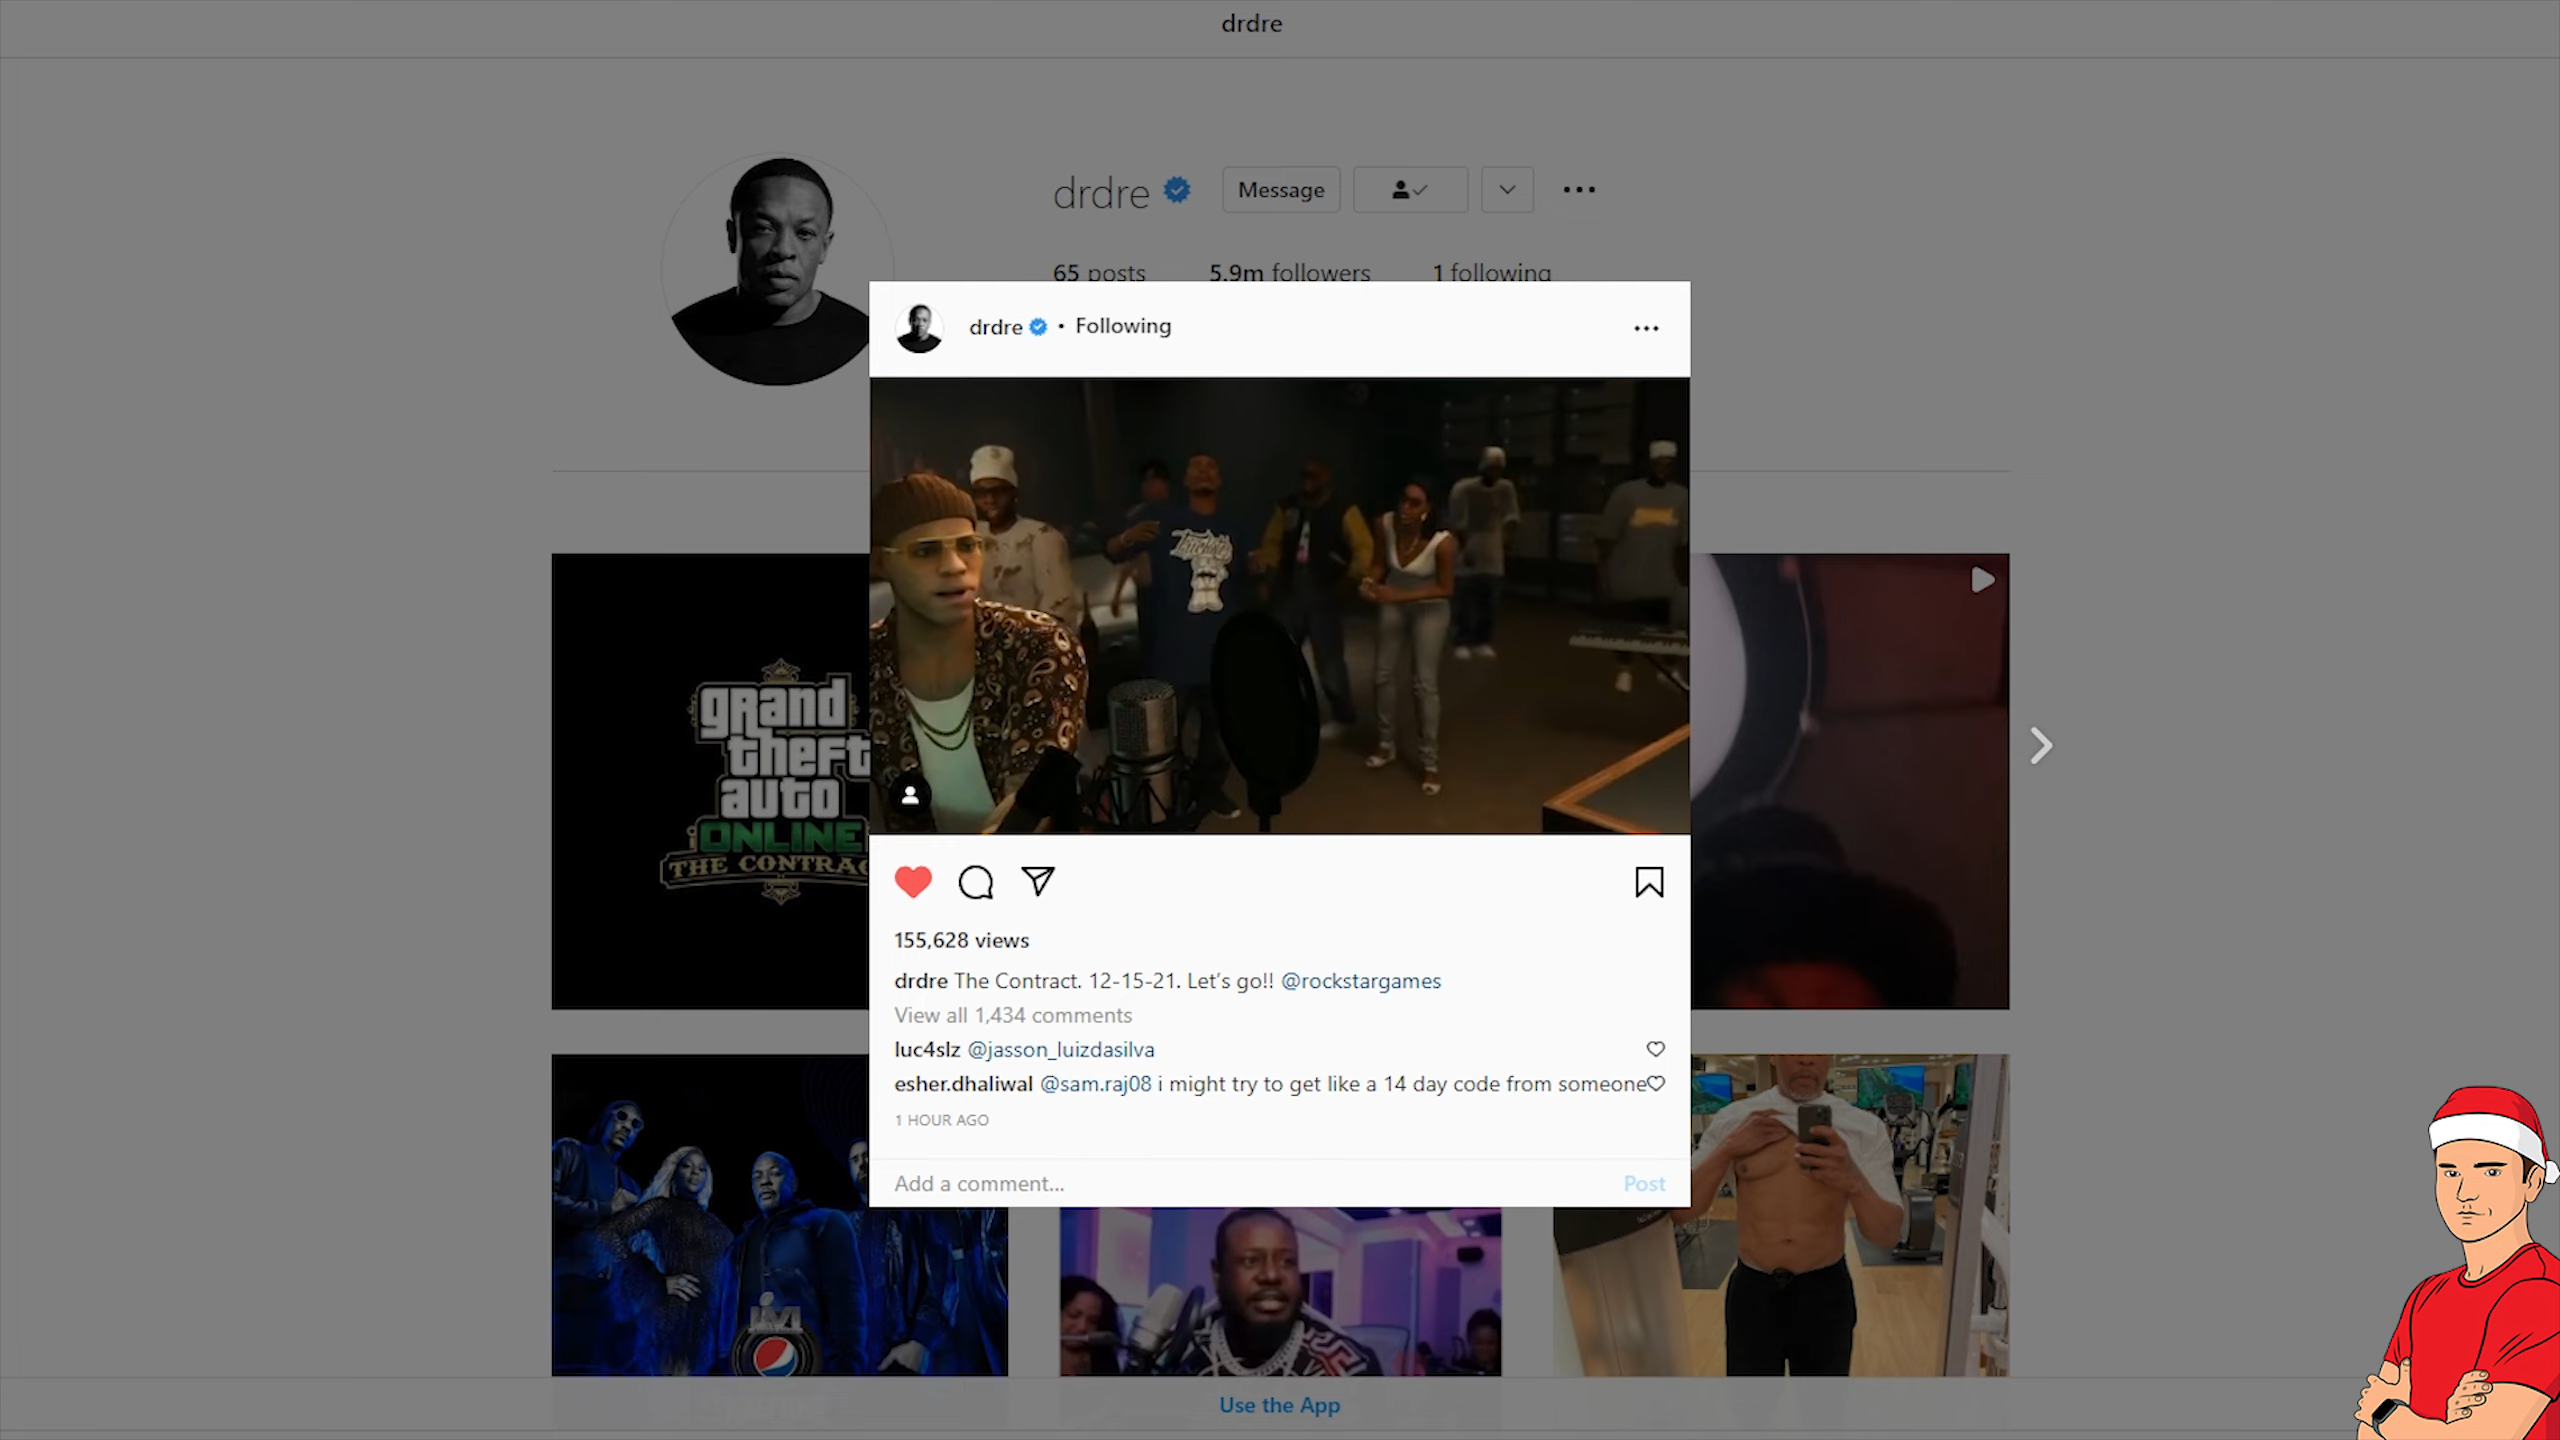 drdre
drdre
Message
65 posts 5.9m followers 1 following
drdre • Following
grand
theft
auto
ONLINE
THE CONTRAC
155,628 views
drdre The Contract. 12-15-21. Let's go!! @rockstargames
View all 1,434 comments
luc4slz @jasson_luizdasilva
esher.dhaliwal @sam.raj08 i might try to get like a 14 day code from someone
1 HOUR AGO
Add a comment... Post
LVI
Use the App